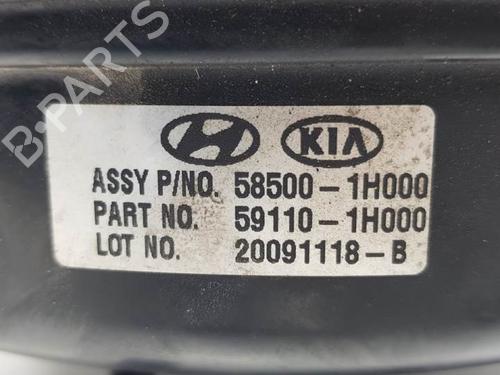 B-PARTS
KIA
ASSY P/NO. 58500-1H000
PART NO. 59110-1H000
LOT NO. 20091118-B